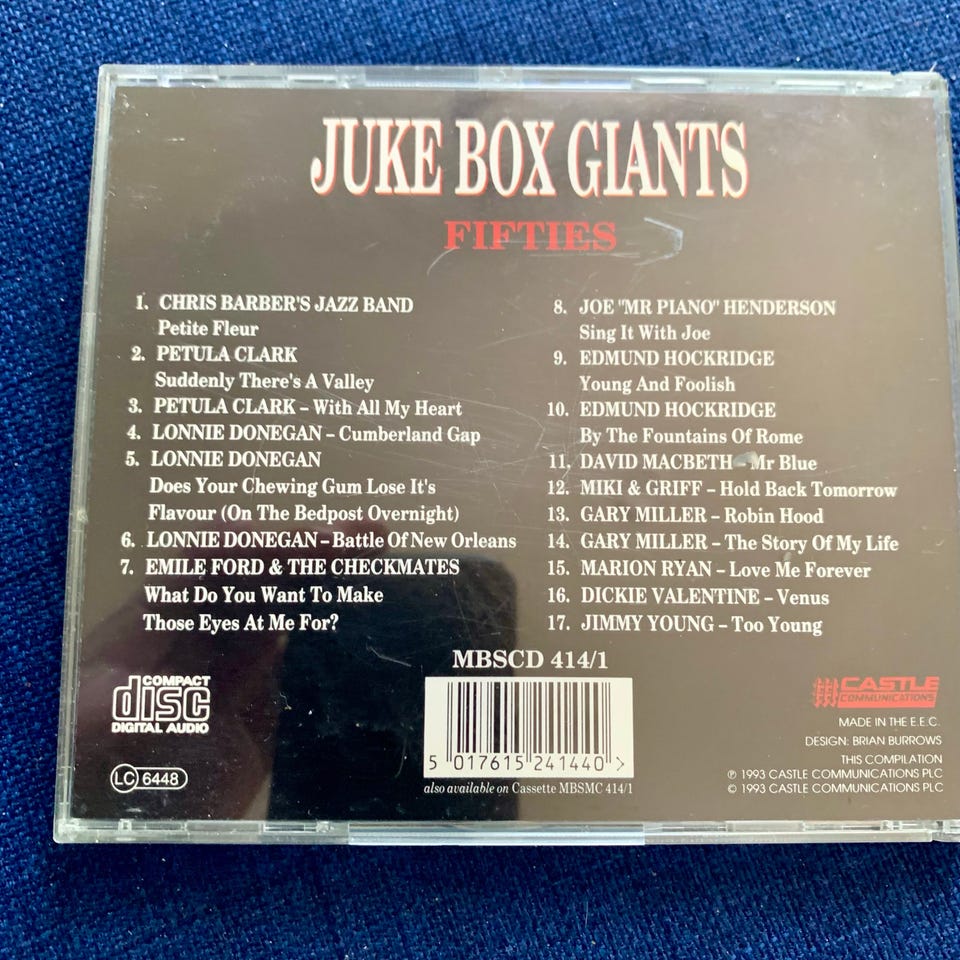 JUKE BOX GIANTS
FIFTIES
1. CHRIS BARBER'S JAZZ BAND
Petite Fleur
2. PETULA CLARK
Suddenly There's A Valley
3. PETULA CLARK – With All My Heart
4. LONNIE DONEGAN – Cumberland Gap
5. LONNIE DONEGAN
Does Your Chewing Gum Lose It's
Flavour (On The Bedpost Overnight)
6. LONNIE DONEGAN – Battle Of New Orleans
7. EMILE FORD & THE CHECKMATES
What Do You Want To Make
Those Eyes At Me For?
8. JOE "MR PIANO" HENDERSON
Sing It With Joe
9. EDMUND HOCKRIDGE
Young And Foolish
10. EDMUND HOCKRIDGE
By The Fountains Of Rome
11. DAVID MACBETH – Mr Blue
12. MIKI & GRIFF – Hold Back Tomorrow
13. GARY MILLER – Robin Hood
14. GARY MILLER – The Story Of My Life
15. MARION RYAN – Love Me Forever
16. DICKIE VALENTINE – Venus
17. JIMMY YOUNG – Too Young
MBSCD 414/1
COMPACT
disc
DIGITAL AUDIO
LC 6448
5 017615 241440 >
also available on Cassette MBSMC 414/1
CASTLE
COMMUNICATIONS
MADE IN THE E.E.C.
DESIGN: BRIAN BURROWS
THIS COMPILATION
℗ 1993 CASTLE COMMUNICATIONS PLC
© 1993 CASTLE COMMUNICATIONS PLC